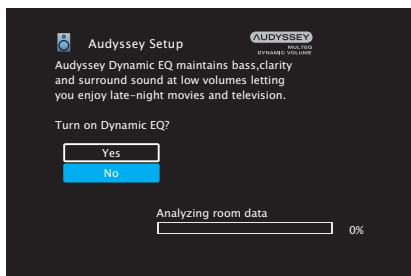 Audyssey Setup
AUDYSSEY
MULTEQ
DYNAMIC VOLUME
Audyssey Dynamic EQ maintains bass,clarity
and surround sound at low volumes letting
you enjoy late-night movies and television.
Turn on Dynamic EQ?
Yes
No
Analyzing room data
0%